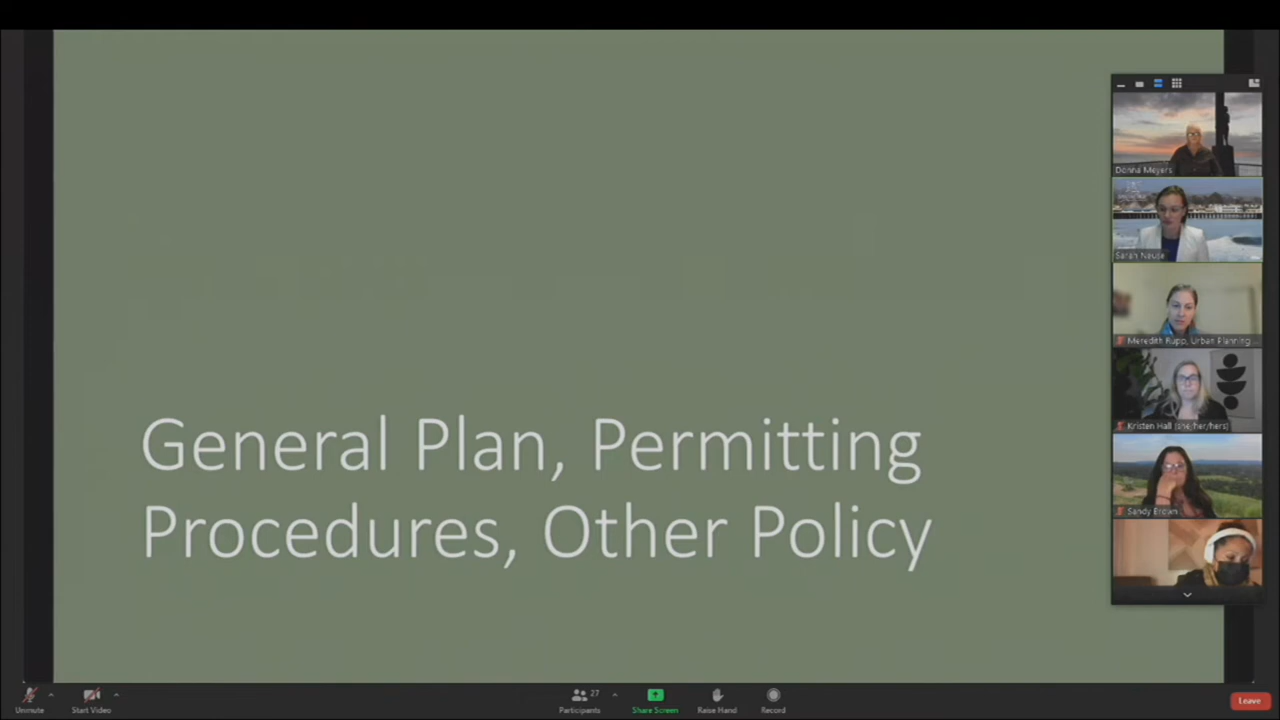 General Plan, Permitting
Procedures, Other Policy
Donna Meyers
Sarah Neuse
Meredith Rupp, Urban Planning ...
Kristen Hall (she/her/hers)
Sandy Brown
Unmute
Start Video
27
Participants
Share Screen
Raise Hand
Record
Leave